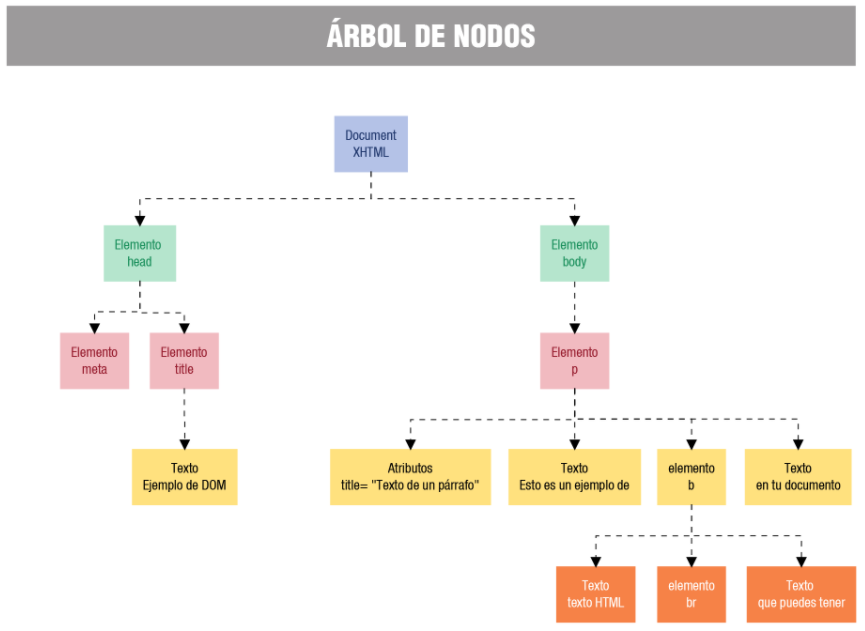 ÁRBOL DE NODOS
Document
XHTML
Elemento
head
Elemento
body
Elemento
meta
Elemento
title
Elemento
p
Texto
Ejemplo de DOM
Atributos
title= "Texto de un párrafo"
Texto
Esto es un ejemplo de
elemento
b
Texto
en tu documento
Texto
texto HTML
elemento
br
Texto
que puedes tener